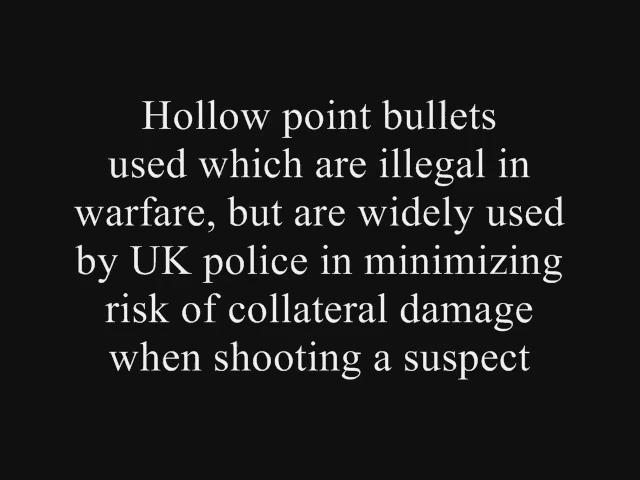 Hollow point bullets
used which are illegal in
warfare, but are widely used
by UK police in minimizing
risk of collateral damage
when shooting a suspect